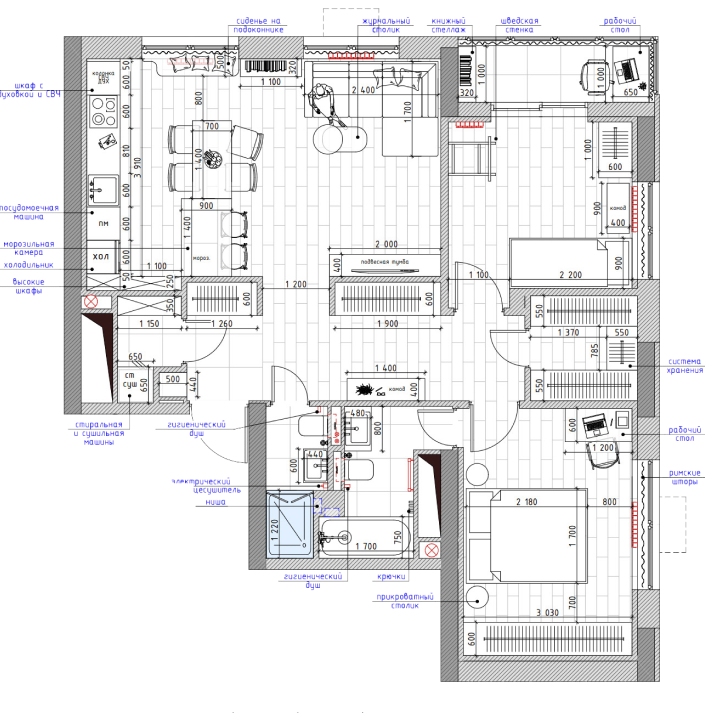 сиденье на
подоконнике
журнальный
столик
книжный
стеллаж
шведская
стенка
рабочий
стол
шкаф с
духовкой и СВЧ
колонка
СВЧ
ДУХ
50
600
600
810
600
600
600
50
3 910
500
1 100
320
800
700
1 400
900
1 400
мороз.
1 100
250
350
2 400
1 700
320
1 000
1 000
650
1 000
600
900
комод
400
2 200
900
1 100
2 000
400
подвесная тумба
посудомоечная
машина
ПМ
морозильная
камера
холодильник
ХОЛ
высокие
шкафы
1 200
600
600
1 150
1 260
1 900
550
1 370
550
785
550
система
хранения
650
ст
суш
650
500
440
1 400
комод
400
стиральная
и сушильная
машины
гигиенический
душ
480
800
440
600
электрический
ниша
1 220
1 700
750
гигиенический
душ
крючки
прикроватный
столик
600
1 200
рабочий
стол
римские
шторы
2 180
800
1 700
700
3 030
600